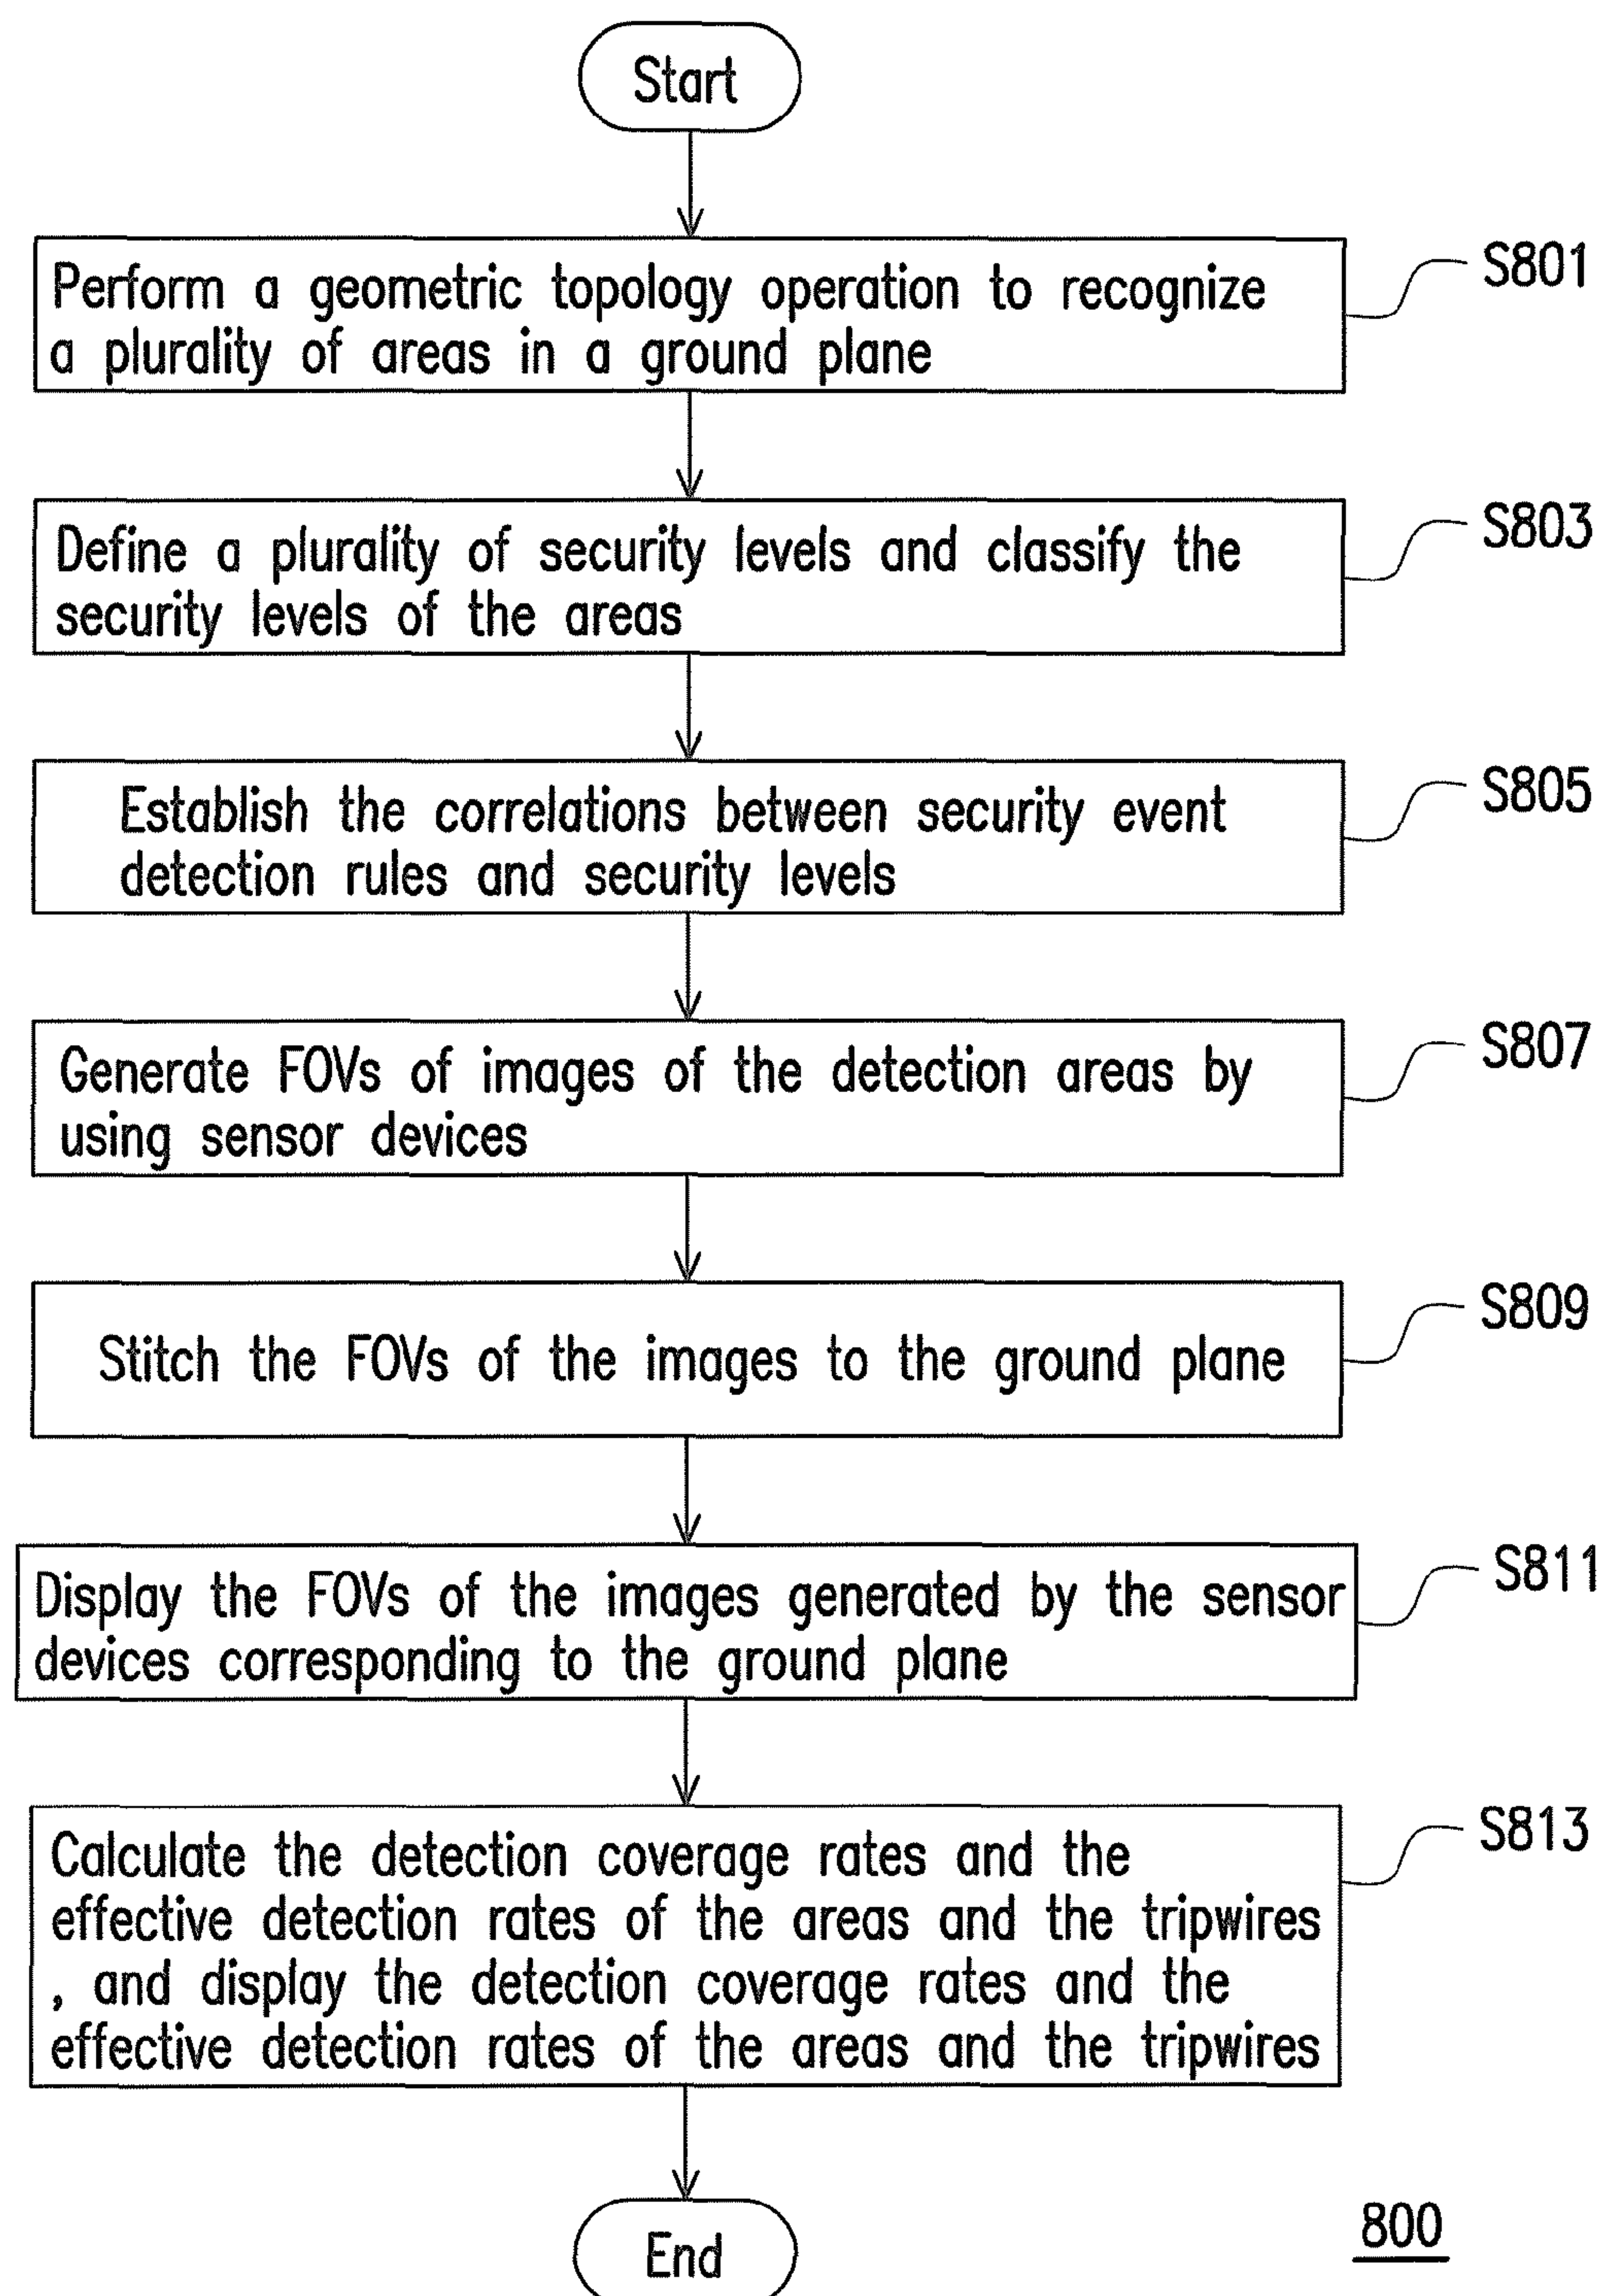 Start
Perform a geometric topology operation to recognize
a plurality of areas in a ground plane
S801
Define a plurality of security levels and classify the
security levels of the areas
S803
Establish the correlations between security event
detection rules and security levels
S805
Generate FOVs of images of the detection areas by
using sensor devices
S807
Stitch the FOVs of the images to the ground plane
S809
Display the FOVs of the images generated by the sensor
devices corresponding to the ground plane
S811
Calculate the detection coverage rates and the
effective detection rates of the areas and the tripwires
, and display the detection coverage rates and the
effective detection rates of the areas and the tripwires
S813
End
800